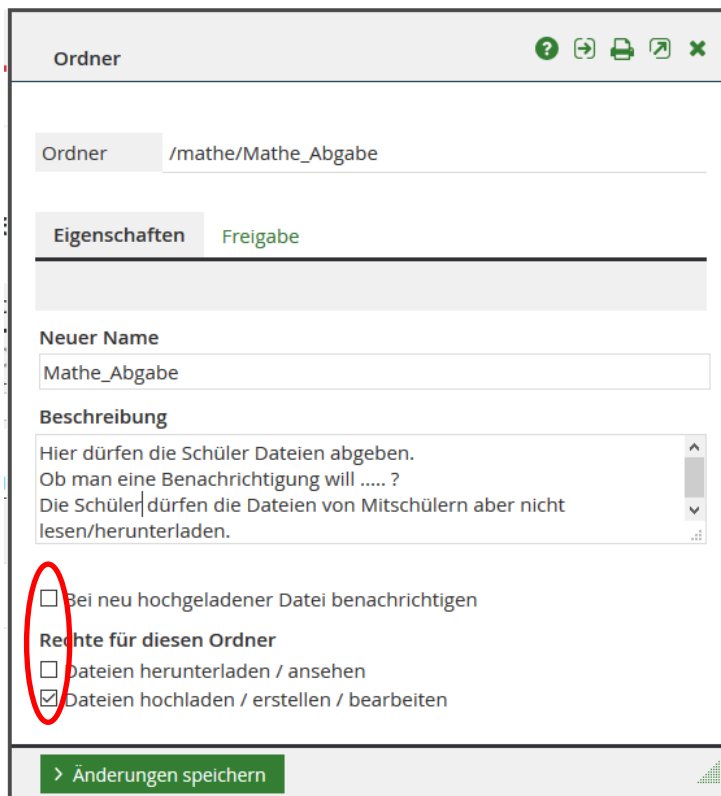 Ordner
Ordner /mathe/Mathe_Abgabe
Eigenschaften Freigabe
Neuer Name
Mathe_Abgabe
Beschreibung
Hier dürfen die Schüler Dateien abgeben.
Ob man eine Benachrichtigung will ..... ?
Die Schüler dürfen die Dateien von Mitschülern aber nicht
lesen/herunterladen.
Bei neu hochgeladener Datei benachrichtigen
Rechte für diesen Ordner
Dateien herunterladen / ansehen
Dateien hochladen / erstellen / bearbeiten
> Änderungen speichern